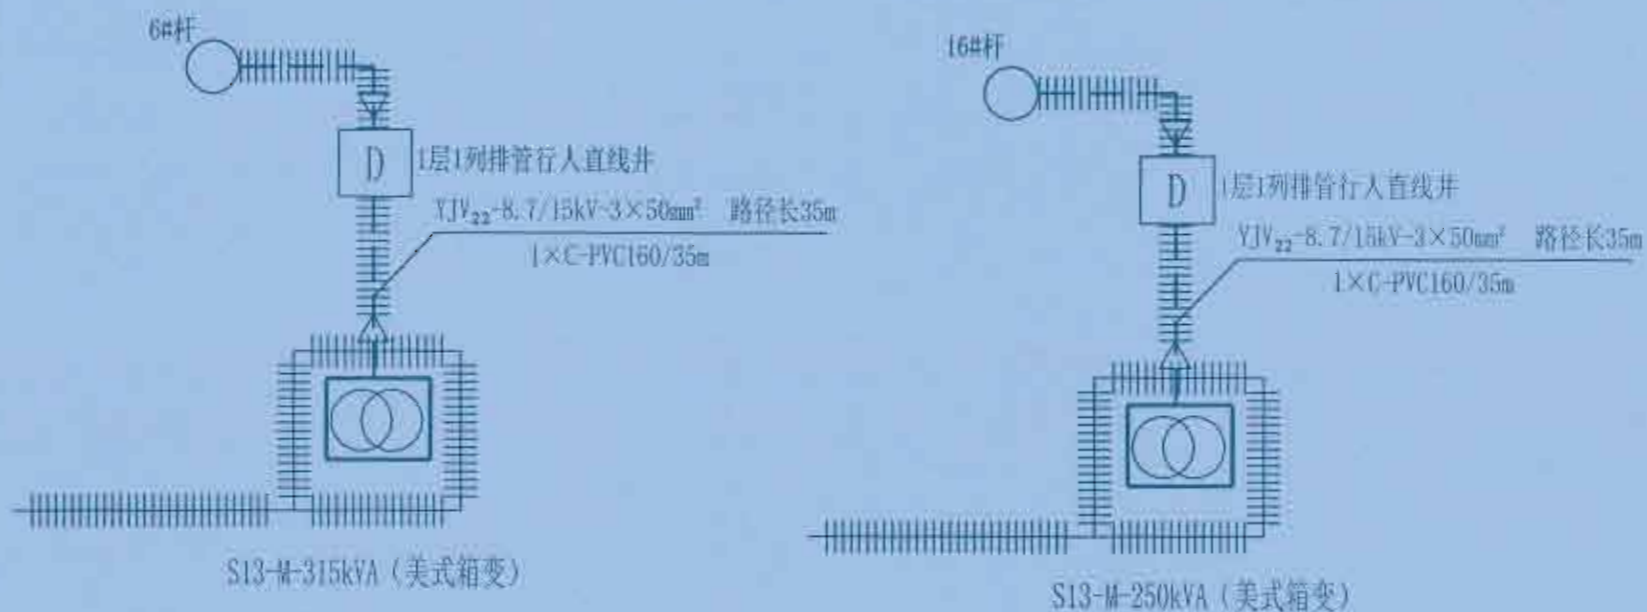 6#杆
D
1层1列排管行人直线井
YJV₂₂-8.7/15kV-3×50mm² 路径长35m
1×C-PVC160/35m
S13-M-315kVA（美式箱变）
16#杆
D
1层1列排管行人直线井
YJV₂₂-8.7/15kV-3×50mm² 路径长35m
1×C-PVC160/35m
S13-M-250kVA（美式箱变）